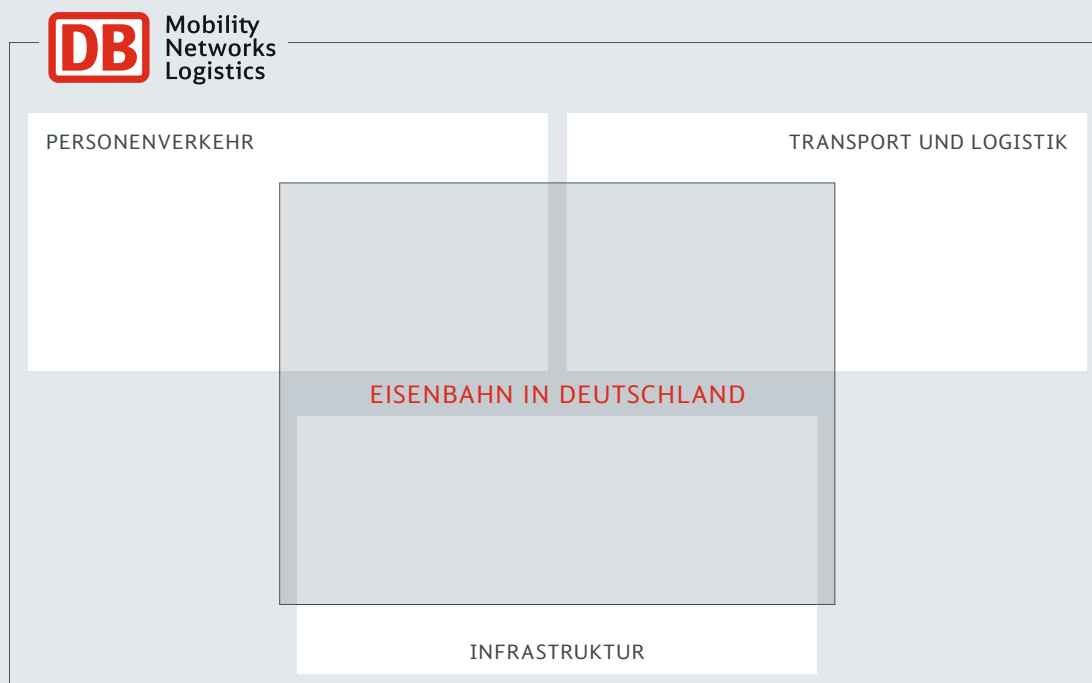 DB
Mobility
Networks
Logistics
PERSONENVERKEHR
TRANSPORT UND LOGISTIK
EISENBAHN IN DEUTSCHLAND
INFRASTRUKTUR